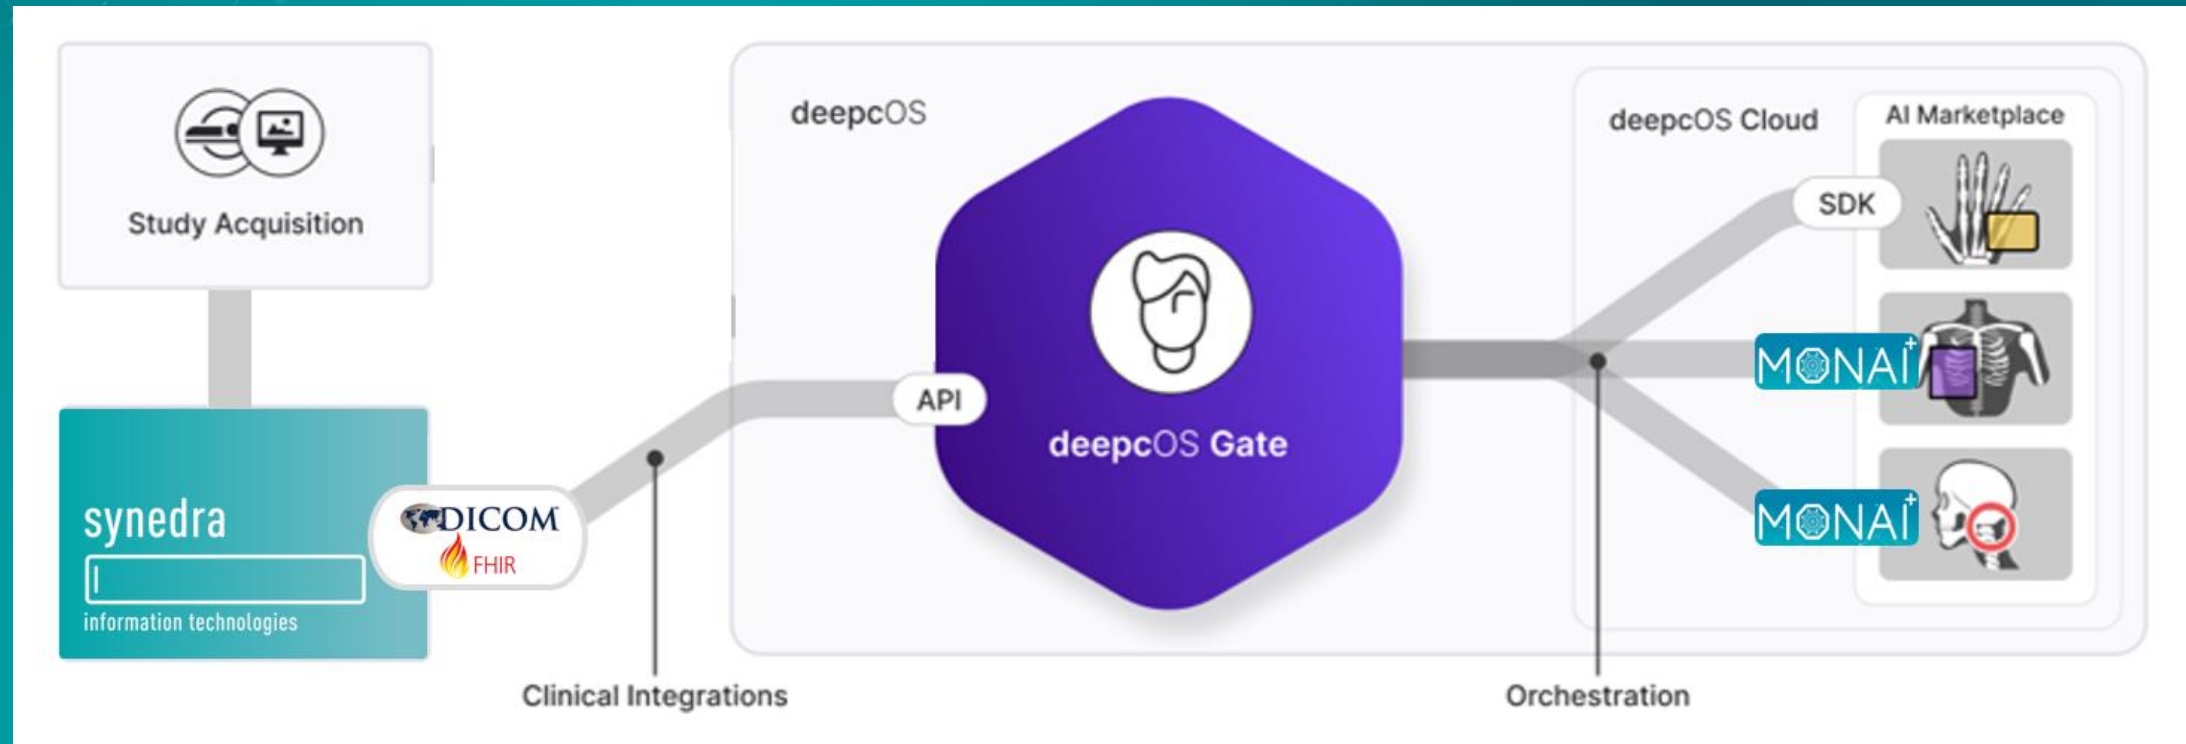 Study Acquisition
synedra
information technologies
DICOM
FHIR
Clinical Integrations
deepcOS
API
deepcOS Gate
Orchestration
deepcOS Cloud
AI Marketplace
SDK
MONAI+
MONAI+